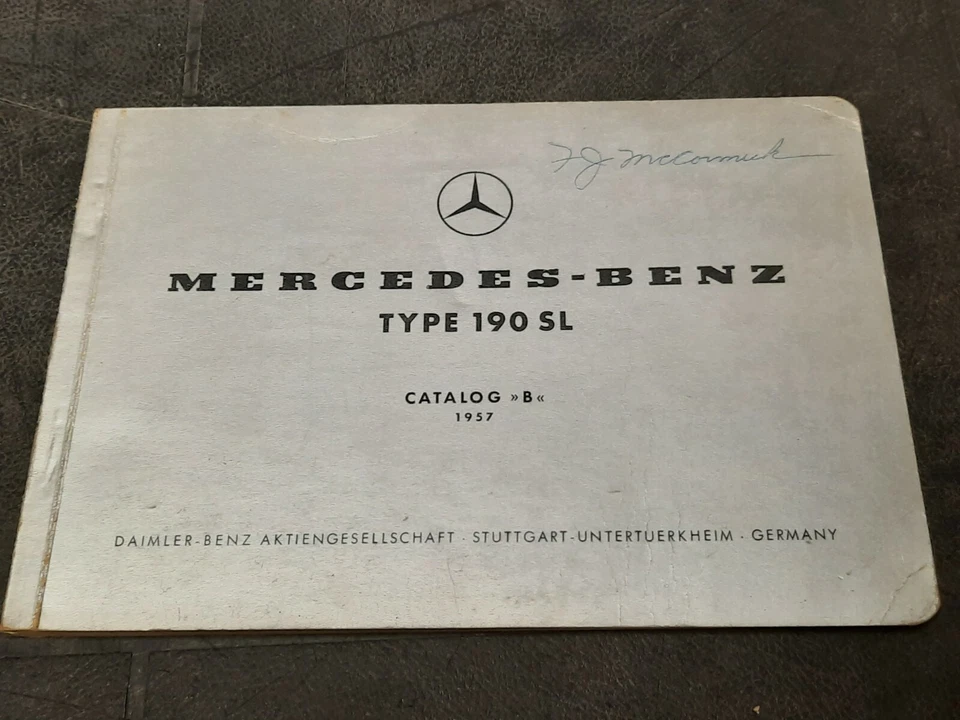 F J McCormick
MERCEDES-BENZ
TYPE 190 SL
CATALOG »B«
1957
DAIMLER-BENZ AKTIENGESELLSCHAFT · STUTTGART-UNTERTUERKHEIM · GERMANY